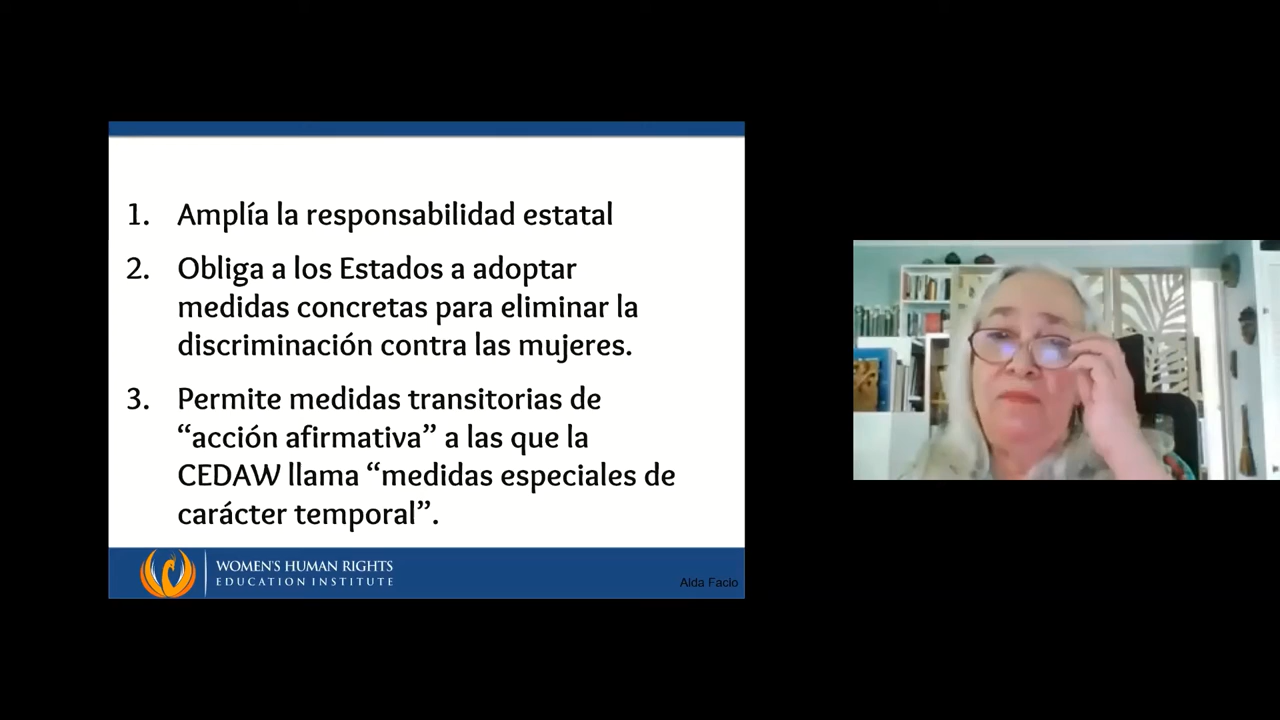 1. Amplía la responsabilidad estatal
2. Obliga a los Estados a adoptar
medidas concretas para eliminar la
discriminación contra las mujeres.
3. Permite medidas transitorias de
“acción afirmativa” a las que la
CEDAW llama “medidas especiales de
carácter temporal”.
WOMEN'S HUMAN RIGHTS
EDUCATION INSTITUTE
Alda Facio